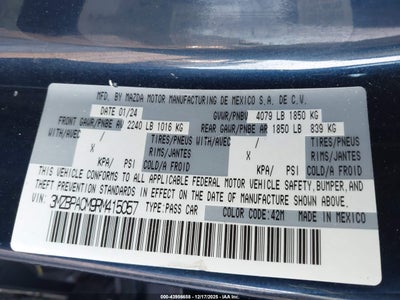 MFG. BY MAZDA MOTOR MANUFACTURING DE MEXICO S.A. DE C.V.
DATE 01/24 GVWR/PNBV 4079 LB 1850 KG
FRONT GAWR/PNBE AV 2240 LB 1016 KG REAR GAWR/PNBE AR 1850 LB 839 KG
WITH/AVEC / TIRES/PNEUS WITH/AVEC / TIRES/PNEUS
X RIMS/JANTES X RIMS/JANTES
KPA/ PSI COLD/A FROID KPA/ PSI COLD/A FROID
THIS VEHICLE CONFORMS TO ALL APPLICABLE FEDERAL MOTOR VEHICLE SAFETY, BUMPER, AND
THEFT PREVENTION STANDARDS IN EFFECT ON THE DATE OF MANUFACTURE SHOWN ABOVE.
3MZBPACM9RM415057 TYPE:PASS CAR COLOR CODE: 42M MADE IN MEXICO
000-43998658 - 12/17/2025 - IAA Inc.